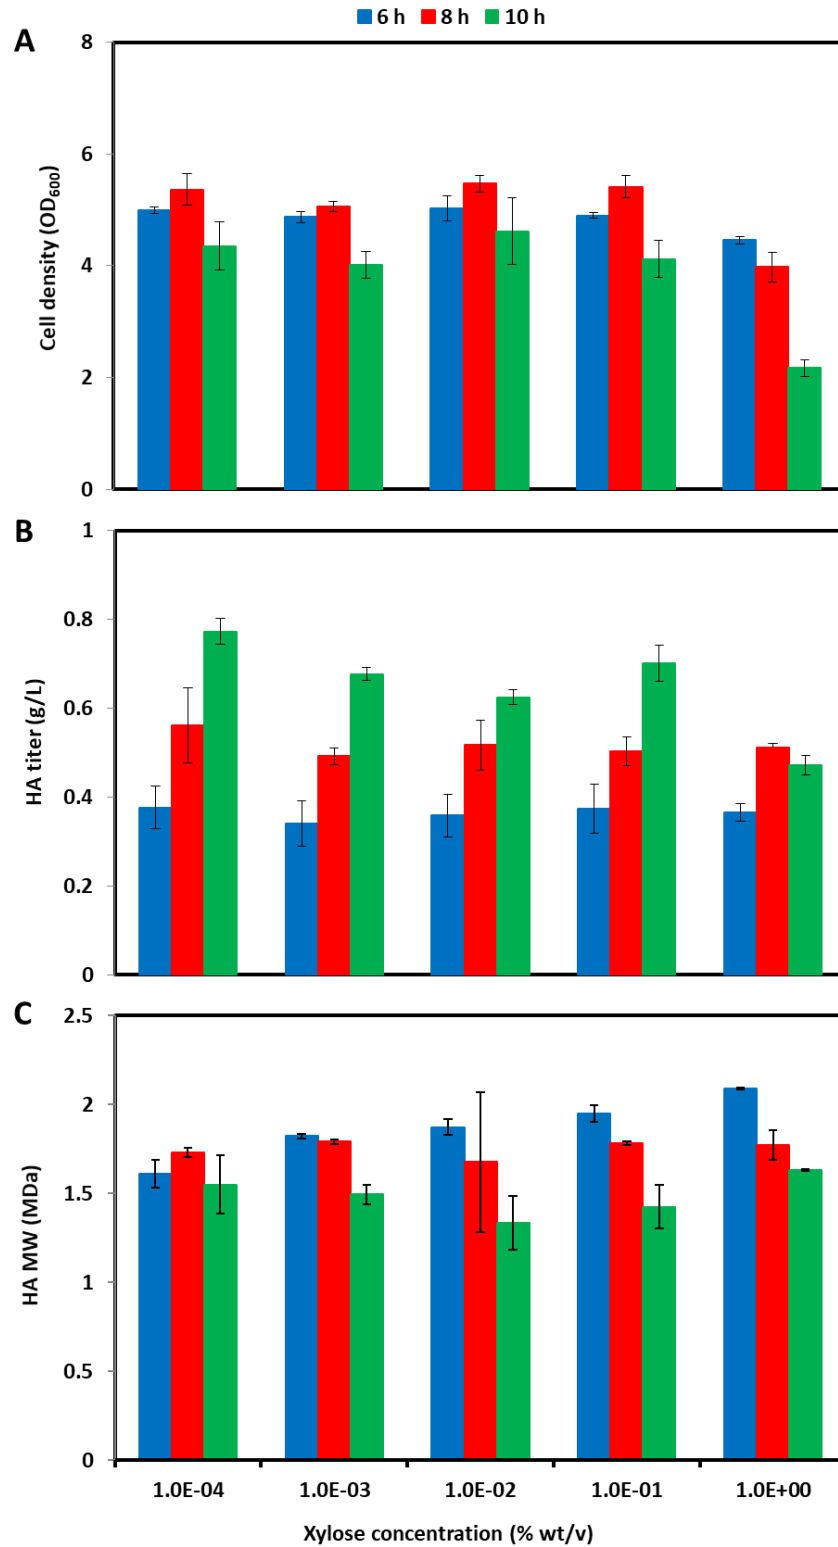 6 h 8 h 10 h
A
8
6
4
2
0
Cell density (OD600)
B
1
0.8
0.6
0.4
0.2
0
HA titer (g/L)
C
2.5
2
1.5
1
0.5
0
HA MW (MDa)
1.0E-04 1.0E-03 1.0E-02 1.0E-01 1.0E+00
Xylose concentration (% wt/v)